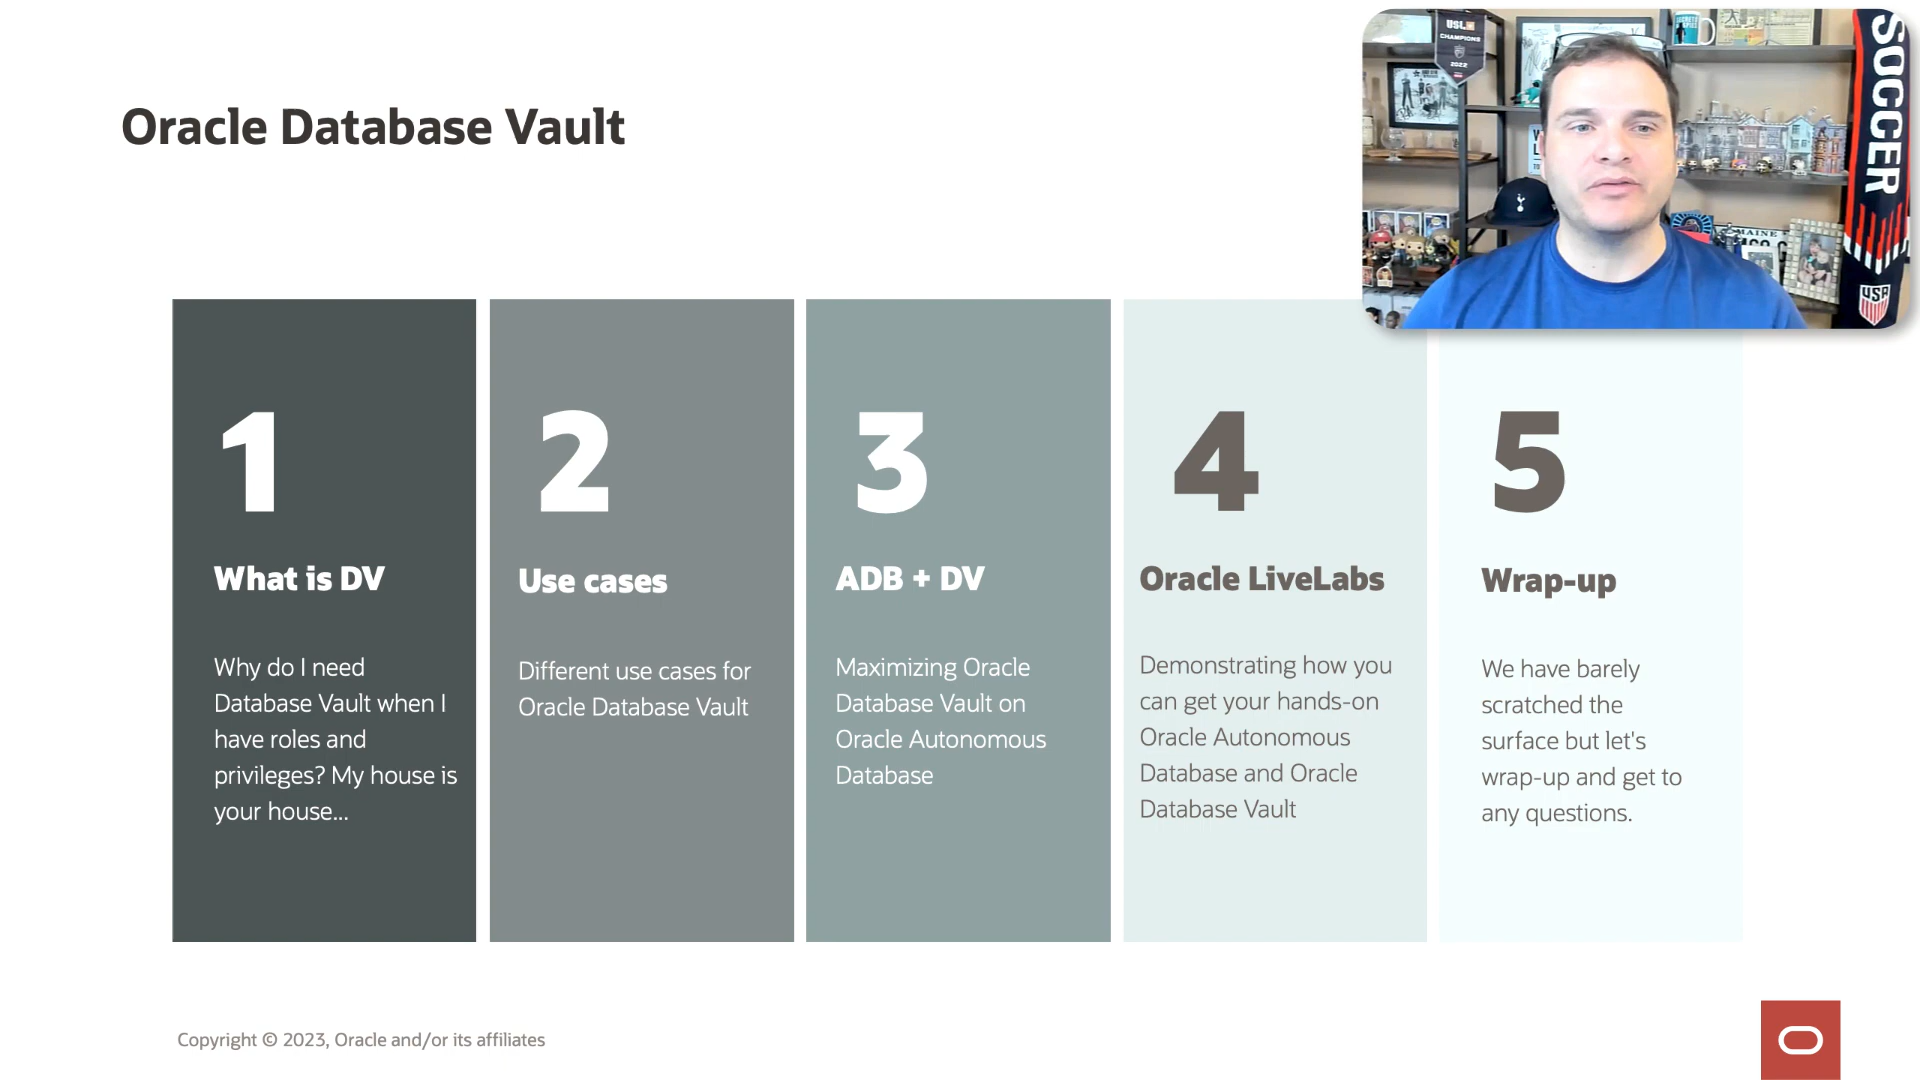 Oracle Database Vault
USL
CHAMPIONS
2022
SOCCER
MAINE
USA
1
What is DV
Why do I need
Database Vault when I
have roles and
privileges? My house is
your house...
2
Use cases
Different use cases for
Oracle Database Vault
3
ADB + DV
Maximizing Oracle
Database Vault on
Oracle Autonomous
Database
4
Oracle LiveLabs
Demonstrating how you
can get your hands-on
Oracle Autonomous
Database and Oracle
Database Vault
5
Wrap-up
We have barely
scratched the
surface but let's
wrap-up and get to
any questions.
Copyright © 2023, Oracle and/or its affiliates